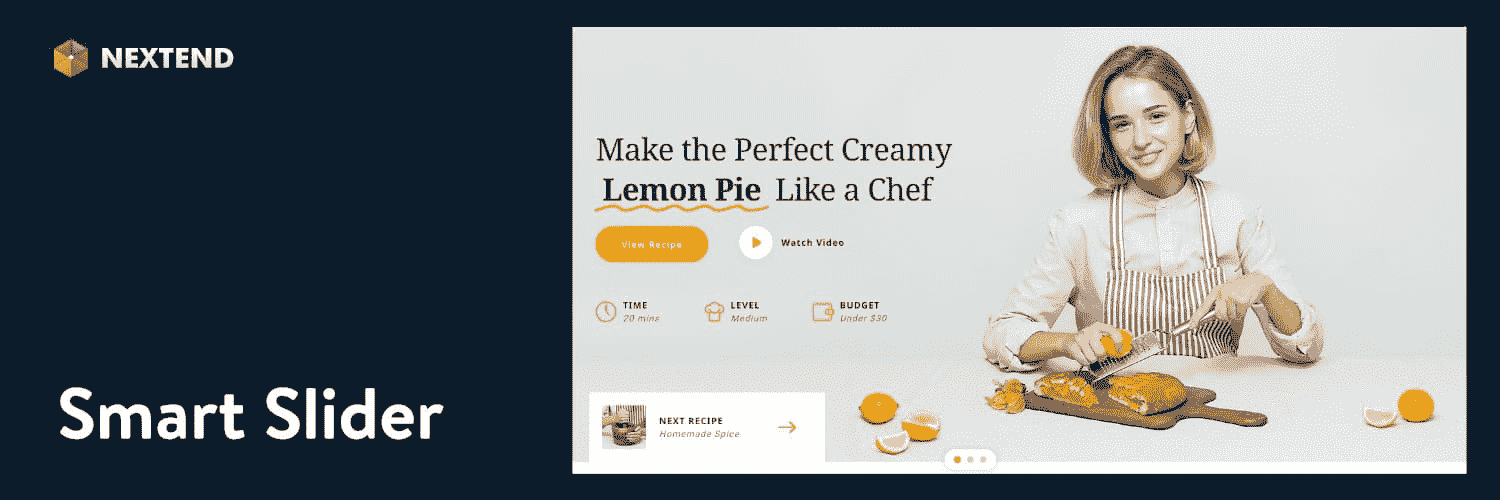 NEXTEND
Smart Slider
Make the Perfect Creamy
Lemon Pie Like a Chef
View Recipe
Watch Video
TIME
20 mins
LEVEL
Medium
BUDGET
Under $30
NEXT RECIPE
Homemade Spice